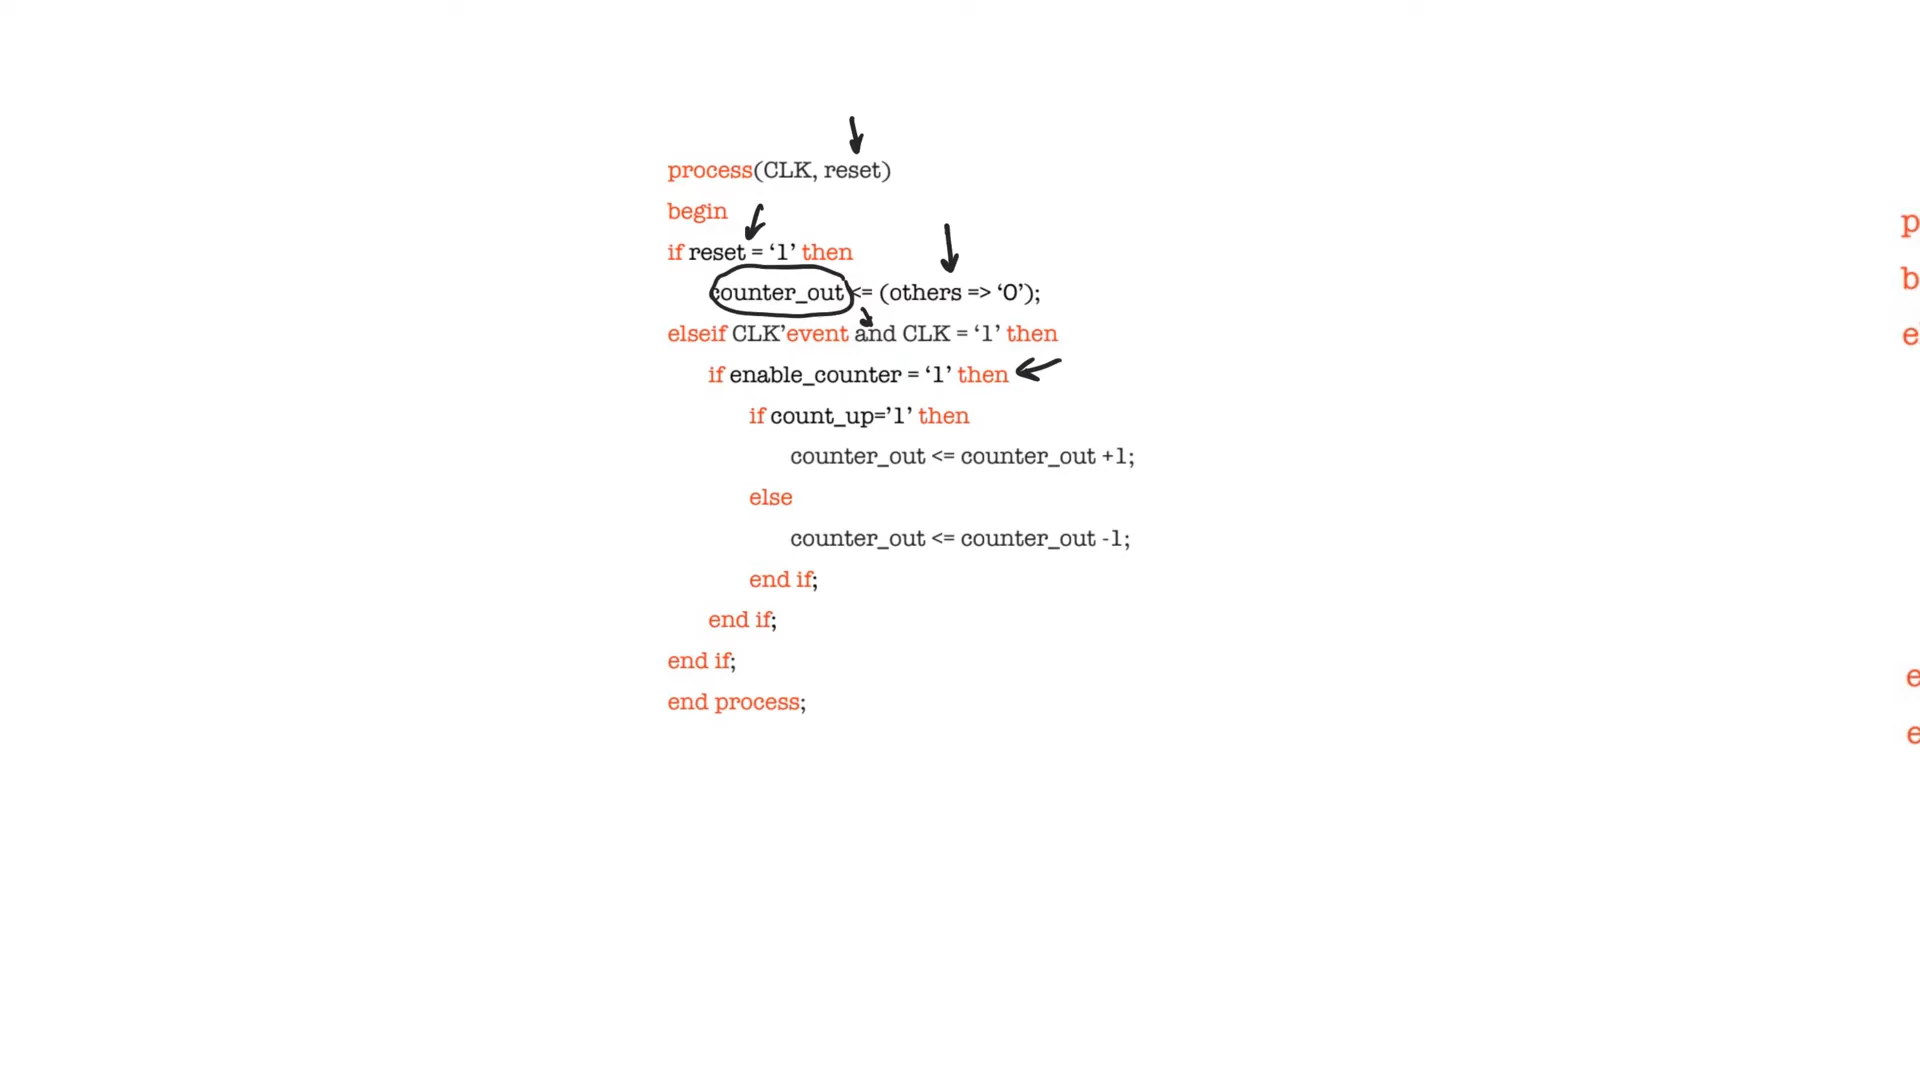 process(CLK, reset)
begin
if reset = ‘1’ then
counter_out <= (others => ‘0’);
elseif CLK’event and CLK = ‘1’ then
if enable_counter = ‘1’ then
if count_up=’1’ then
counter_out <= counter_out +1;
else
counter_out <= counter_out -1;
end if;
end if;
end if;
end process;
p
b
e
e
e